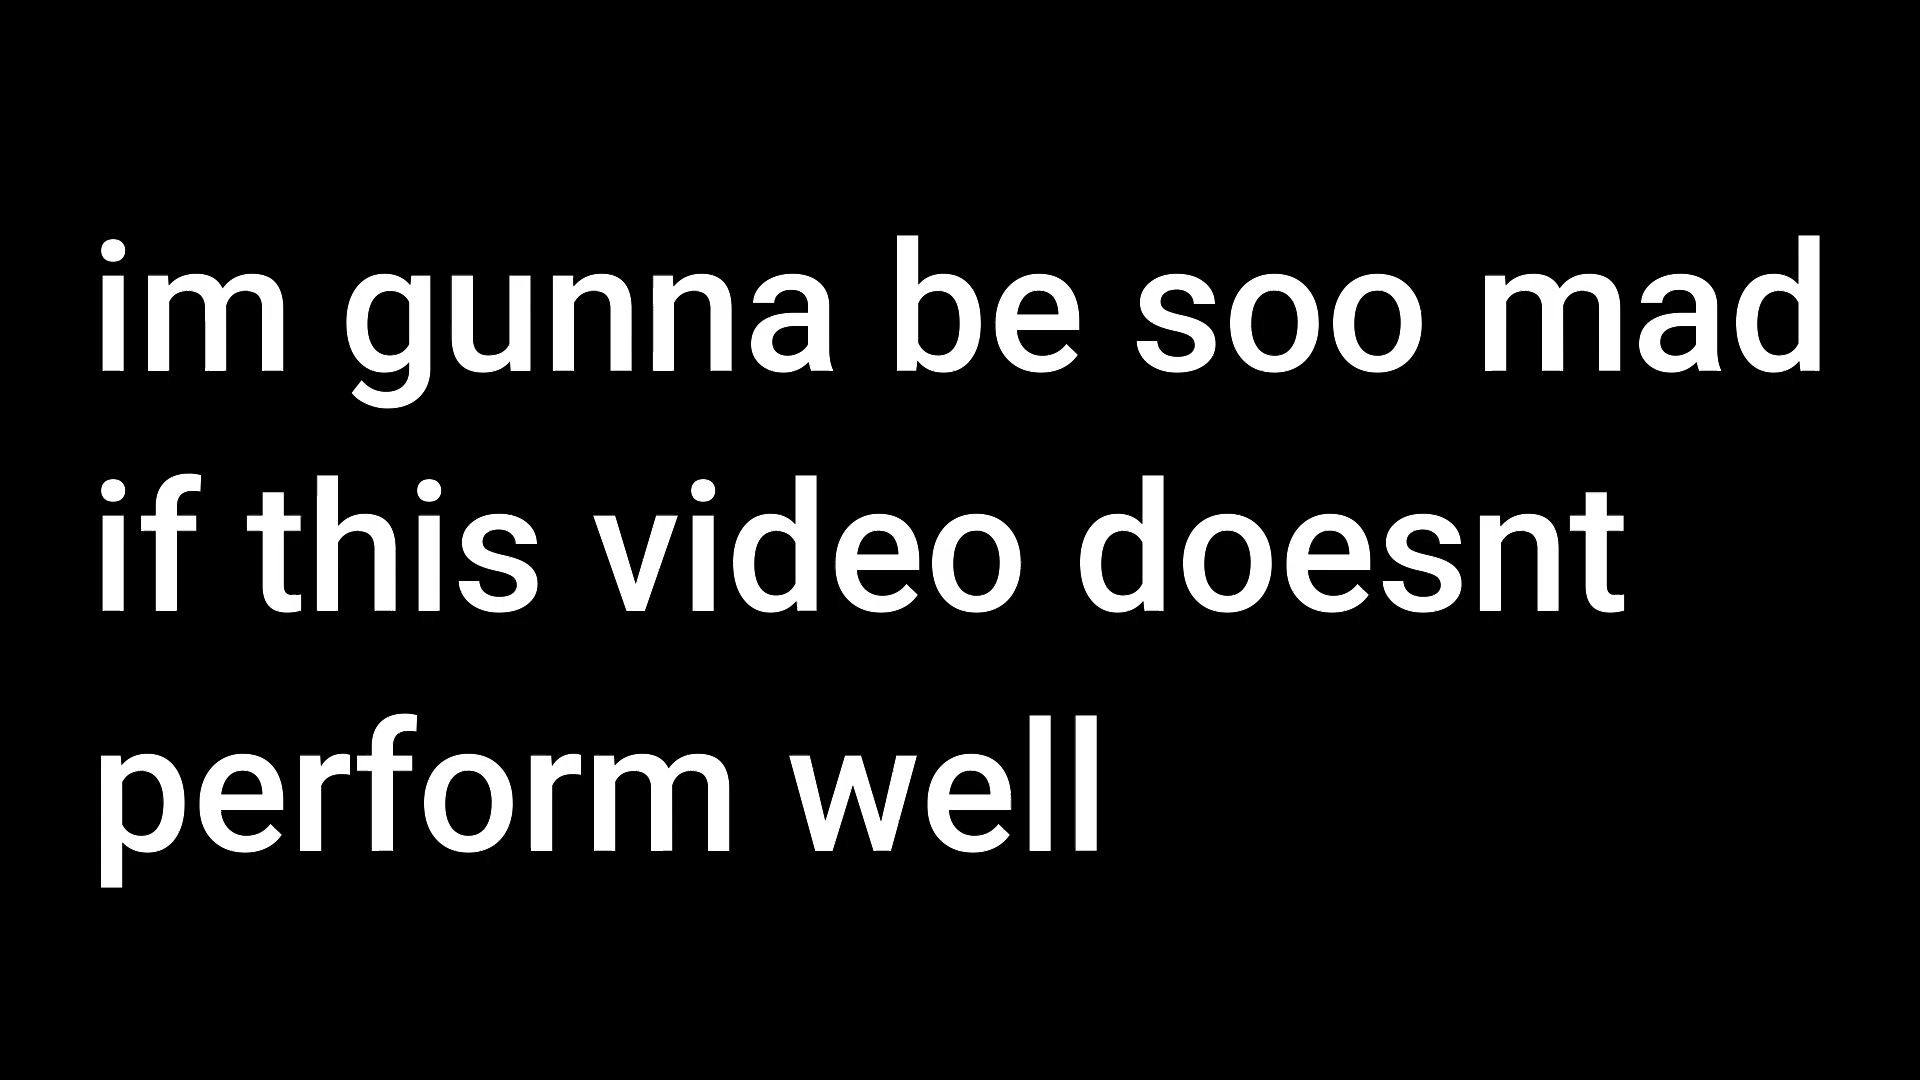 im gunna be soo mad
if this video doesnt
perform well